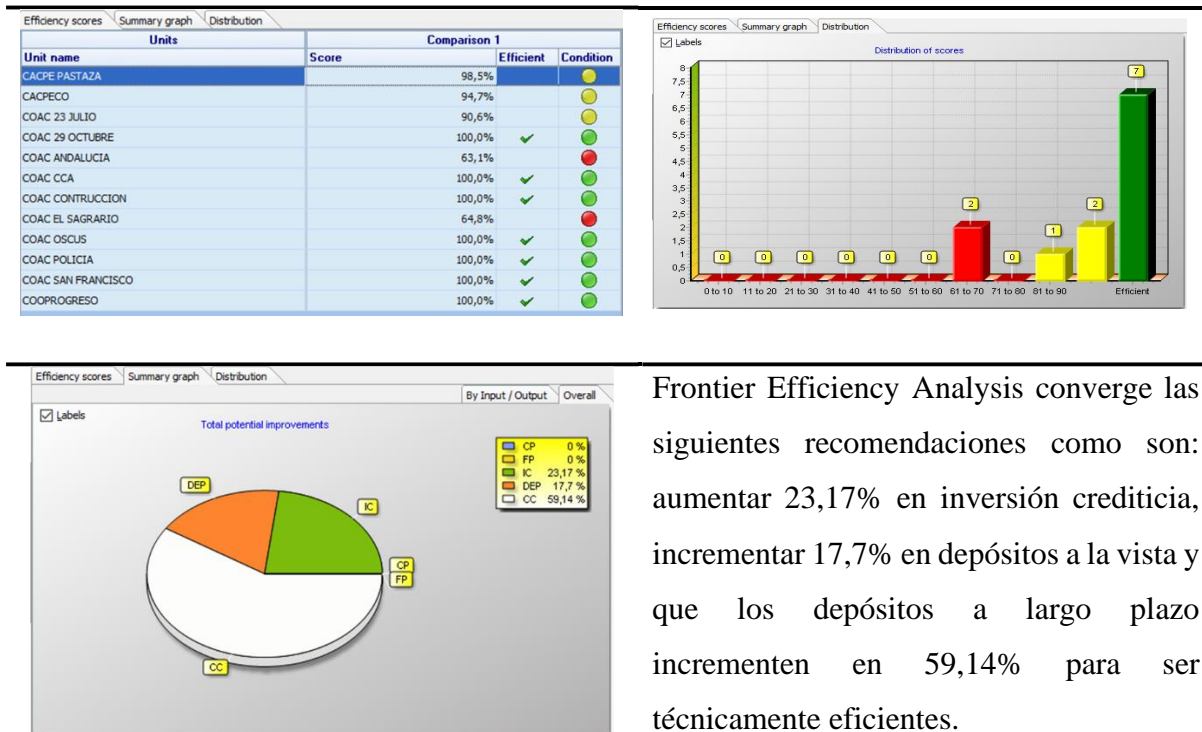 Efficiency scores Summary graph Distribution
Units Comparison 1
Unit name Score Efficient Condition
CACPE PASTAZA 98,5%
CACPECO 94,7%
COAC 23 JULIO 90,6%
COAC 29 OCTUBRE 100,0%
COAC ANDALUCIA 63,1%
COAC CCA 100,0%
COAC CONTRUCCION 100,0%
COAC EL SAGRARIO 64,8%
COAC OSCUS 100,0%
COAC POLICIA 100,0%
COAC SAN FRANCISCO 100,0%
COOPROGRESO 100,0%
Efficiency scores Summary graph Distribution
Labels
Distribution of scores
8
7,5
7
6,5
6
5,5
5
4,5
4
3,5
3
2,5
2
1,5
1
0,5
0
0 0 0 0 0 0 2 0 1 2 7
0 to 10 11 to 20 21 to 30 31 to 40 41 to 50 51 to 60 61 to 70 71 to 80 81 to 90 Efficient
Efficiency scores Summary graph Distribution
By Input / Output Overall
Labels
Total potential improvements
CP 0 %
FP 0 %
IC 23,17 %
DEP 17,7 %
CC 59,14 %
DEP
IC
CP
FP
CC
Frontier Efficiency Analysis converge las
siguientes recomendaciones como son:
aumentar 23,17% en inversión crediticia,
incrementar 17,7% en depósitos a la vista y
que los depósitos a largo plazo
incrementen en 59,14% para ser
técnicamente eficientes.